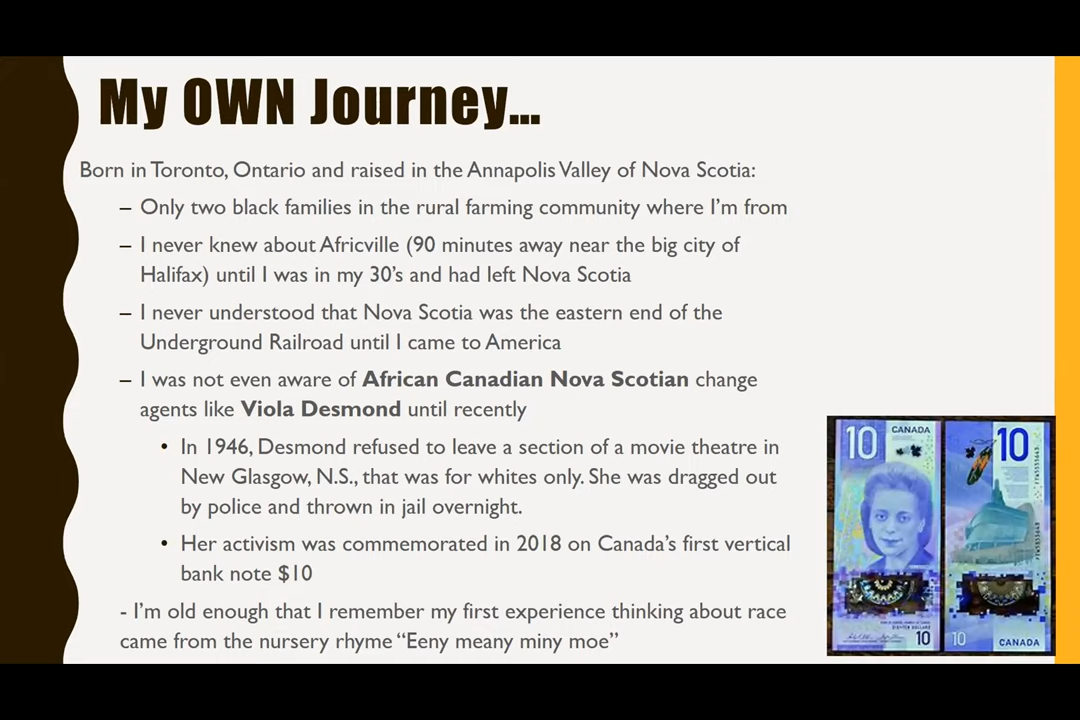 My OWN Journey...
Born in Toronto, Ontario and raised in the Annapolis Valley of Nova Scotia:
– Only two black families in the rural farming community where I'm from
– I never knew about Africville (90 minutes away near the big city of
Halifax) until I was in my 30's and had left Nova Scotia
– I never understood that Nova Scotia was the eastern end of the
Underground Railroad until I came to America
– I was not even aware of African Canadian Nova Scotian change
agents like Viola Desmond until recently
• In 1946, Desmond refused to leave a section of a movie theatre in
New Glasgow, N.S., that was for whites only. She was dragged out
by police and thrown in jail overnight.
• Her activism was commemorated in 2018 on Canada's first vertical
bank note $10
- I'm old enough that I remember my first experience thinking about race
came from the nursery rhyme “Eeny meany miny moe”
10 CANADA
10
10
10 CANADA